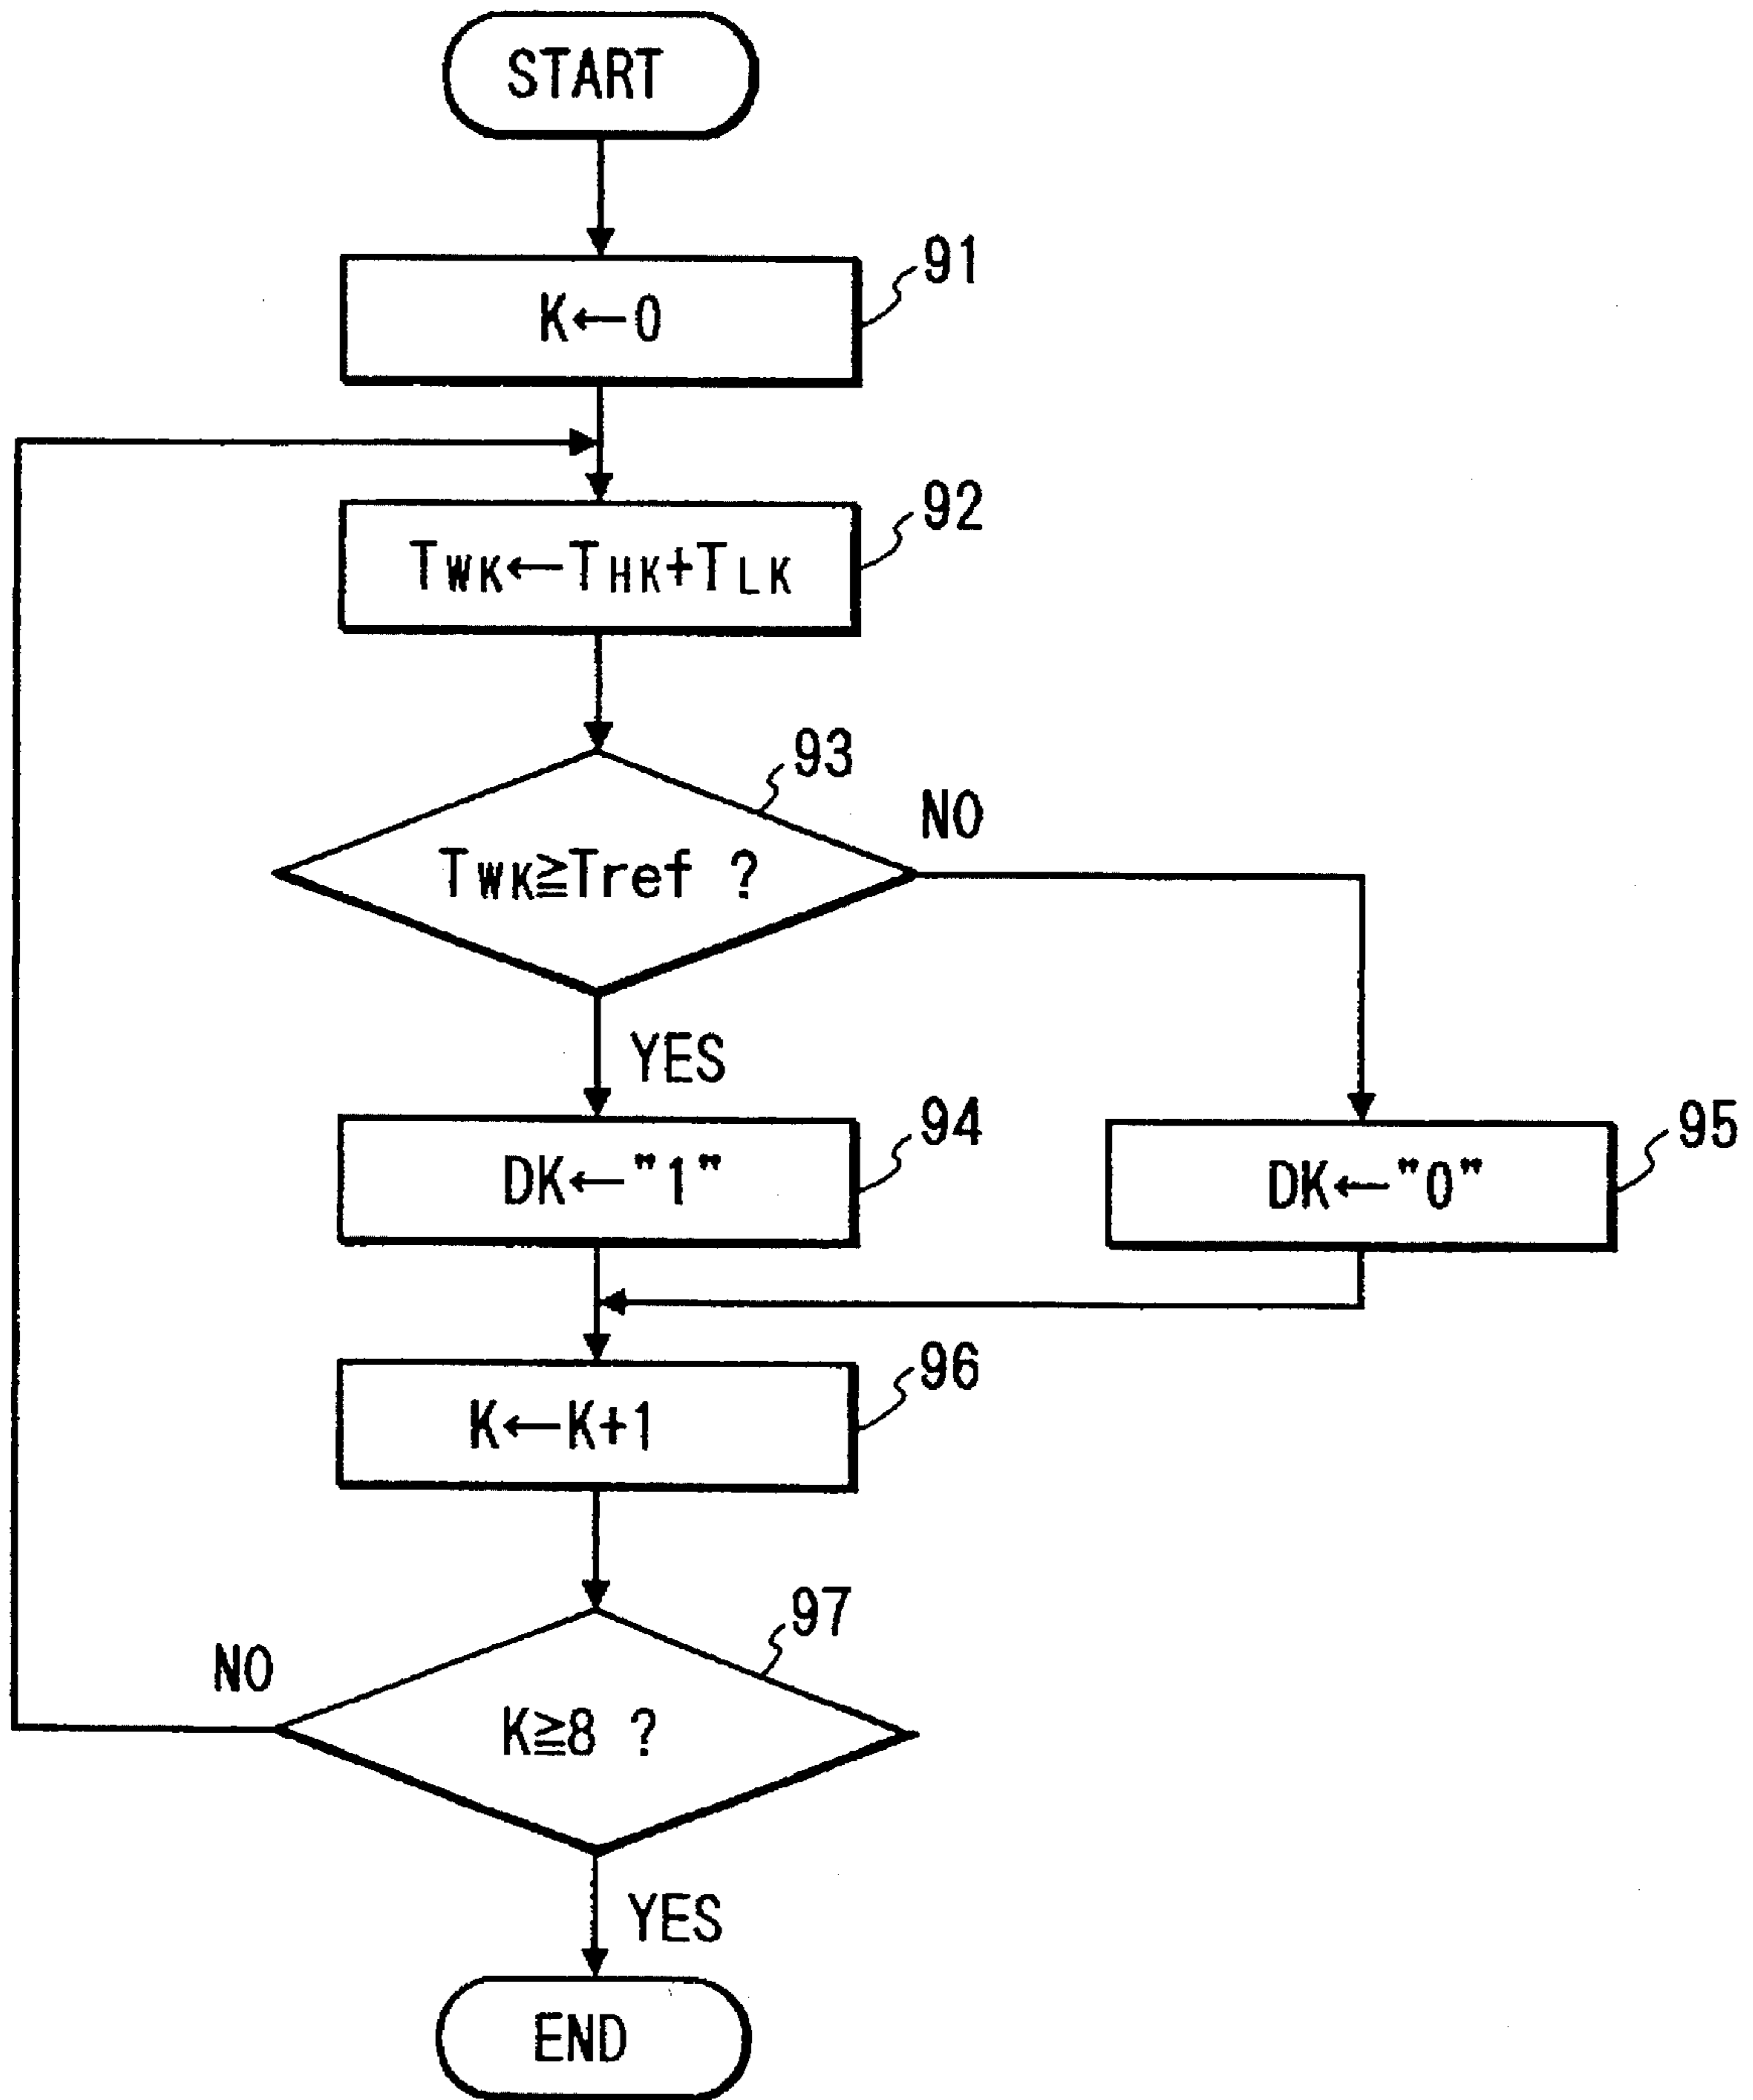 START
91
K←0
92
TWK←THK+TLK
93
TWK≧Tref ?
NO
YES
94
DK←"1"
95
DK←"0"
96
K←K+1
97
NO
K≧8 ?
YES
END